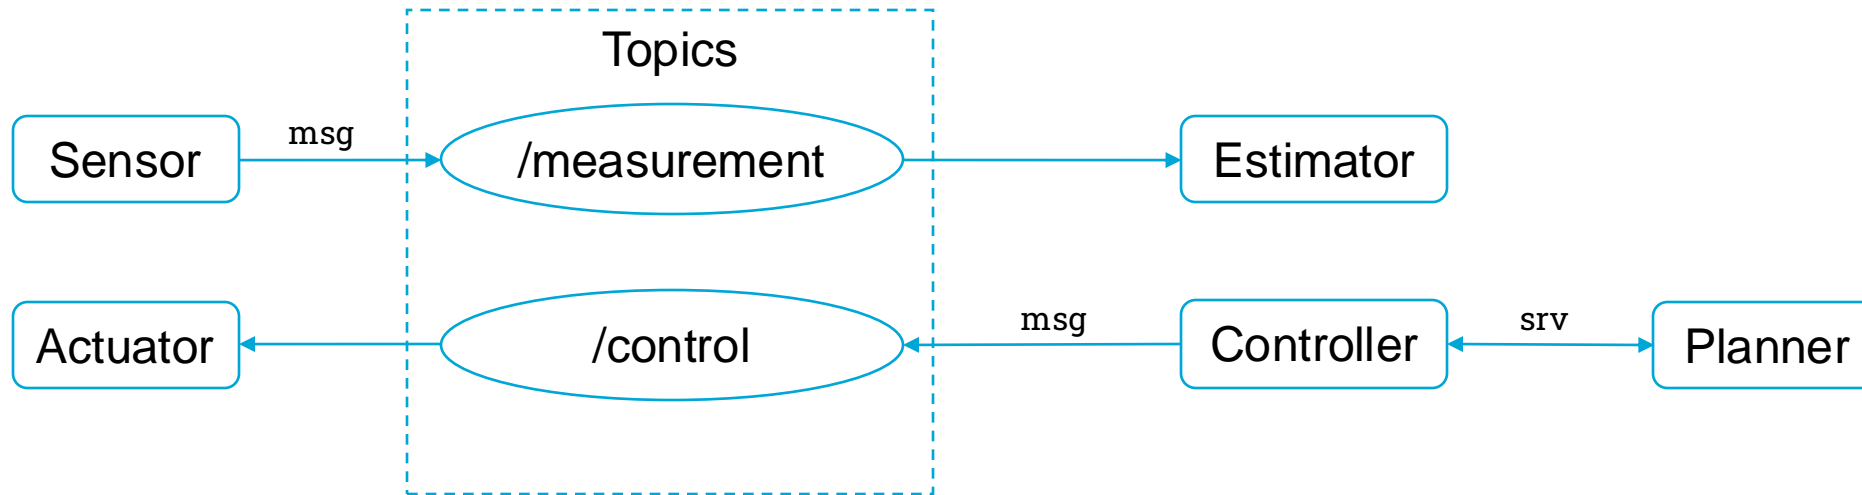 Topics
Sensor
msg
/measurement
Estimator
Actuator
/control
msg
Controller
srv
Planner